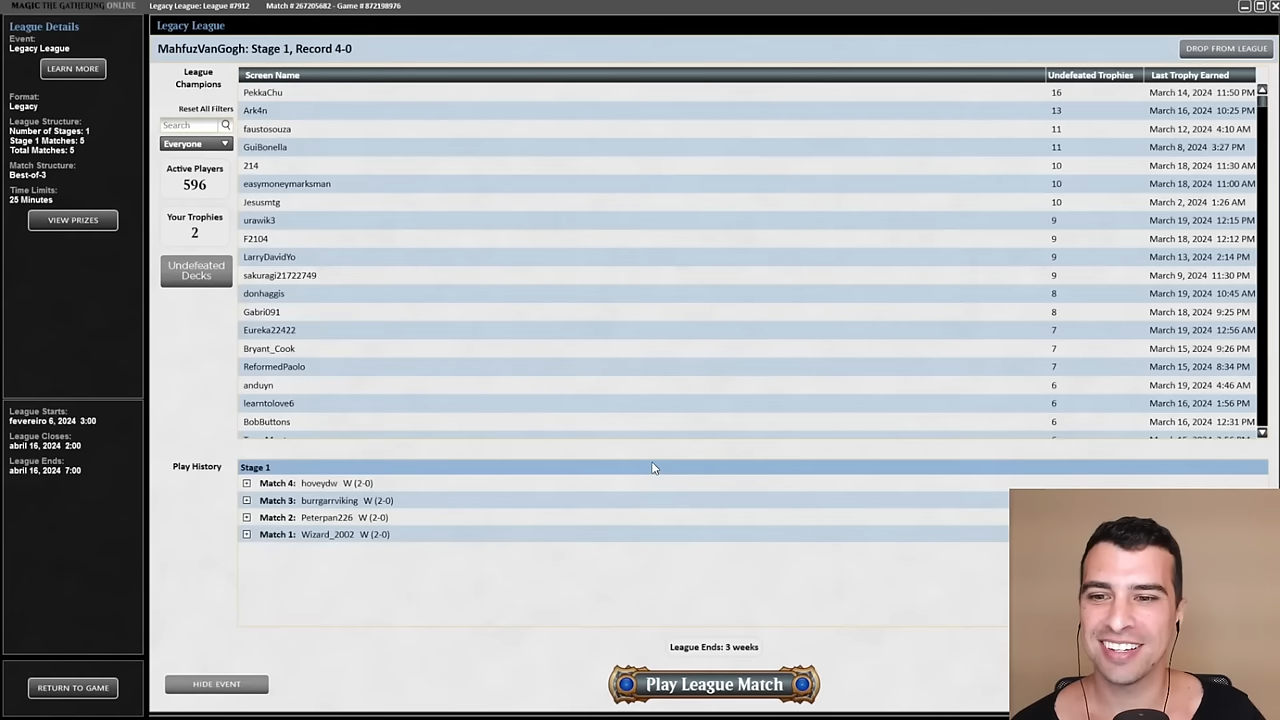 MAGIC THE GATHERING ONLINE
Legacy League: League #7912
Match # 267205682 - Game # 872198976
League Details
Event:
Legacy League
LEARN MORE
Format:
Legacy
League Structure:
Number of Stages: 1
Stage 1 Matches: 5
Total Matches: 5
Match Structure:
Best-of-3
Time Limits:
25 Minutes
VIEW PRIZES
League Starts:
fevereiro 6, 2024 3:00
League Closes:
abril 16, 2024 2:00
League Ends:
abril 16, 2024 7:00
RETURN TO GAME
Legacy League
MahfuzVanGogh: Stage 1, Record 4-0
DROP FROM LEAGUE
League
Champions
Reset All Filters
Search
Everyone
Active Players
596
Your Trophies
2
Undefeated
Decks
Screen Name Undefeated Trophies Last Trophy Earned
PekkaChu 16 March 14, 2024 11:50 PM
Ark4n 13 March 16, 2024 10:25 PM
faustosouza 11 March 12, 2024 4:10 AM
GuiBonella 11 March 8, 2024 3:27 PM
214 10 March 18, 2024 11:30 AM
easymoneymarksman 10 March 18, 2024 11:00 AM
Jesusmtg 10 March 2, 2024 1:26 AM
urawik3 9 March 19, 2024 12:15 PM
F2104 9 March 18, 2024 12:12 PM
LarryDavidYo 9 March 13, 2024 2:14 PM
sakuragi21722749 9 March 9, 2024 11:30 PM
donhaggis 8 March 19, 2024 10:45 AM
Gabri091 8 March 18, 2024 9:25 PM
Eureka22422 7 March 19, 2024 12:56 AM
Bryant_Cook 7 March 15, 2024 9:26 PM
ReformedPaolo 7 March 15, 2024 8:34 PM
anduyn 6 March 19, 2024 4:46 AM
learntolove6 6 March 16, 2024 1:56 PM
BobButtons 6 March 16, 2024 12:31 PM
Play History
Stage 1
Match 4: hoveydw W (2-0)
Match 3: burrgarrviking W (2-0)
Match 2: Peterpan226 W (2-0)
Match 1: Wizard_2002 W (2-0)
League Ends: 3 weeks
HIDE EVENT
Play League Match